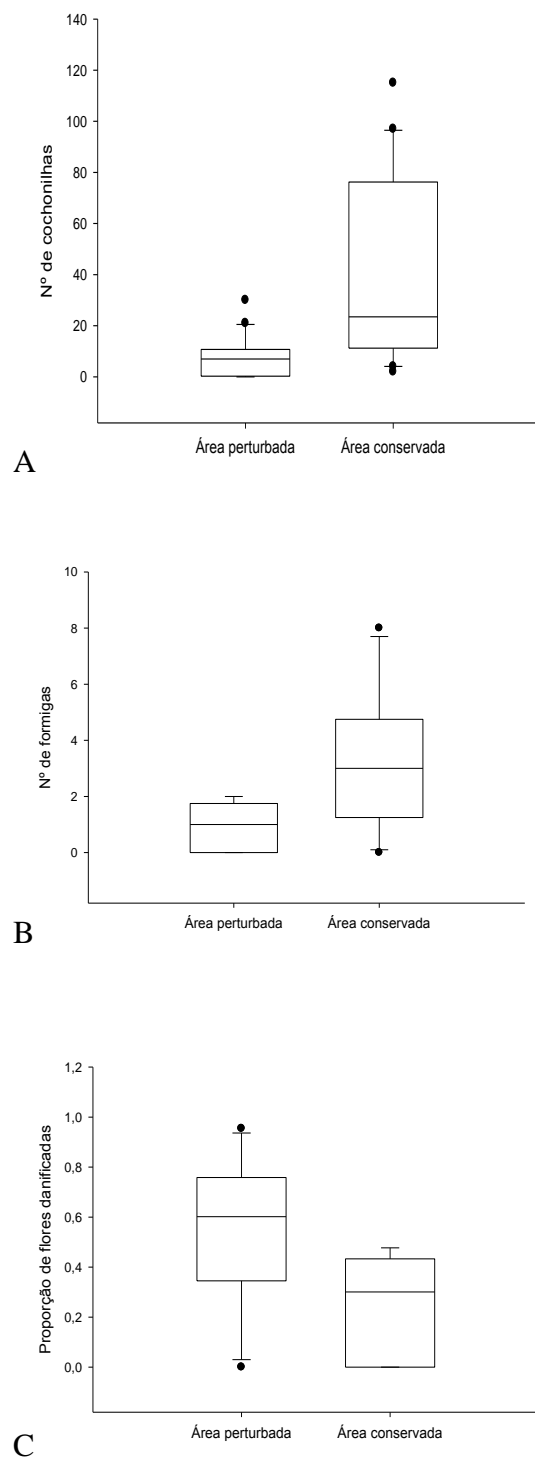 Nº de cochonilhas
140
120
100
80
60
40
20
0
Área perturbada Área conservada
A
Nº de formigas
10
8
6
4
2
0
Área perturbada Área conservada
B
Proporção de flores danificadas
1,2
1,0
0,8
0,6
0,4
0,2
0,0
Área perturbada Área conservada
C